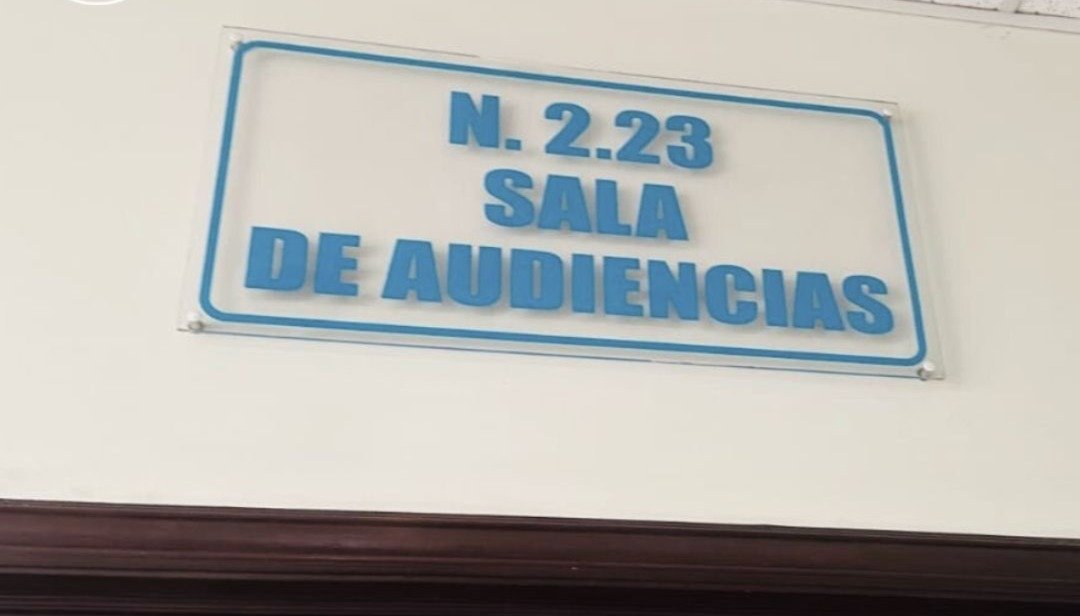 N. 2.23
SALA
DE AUDIENCIAS